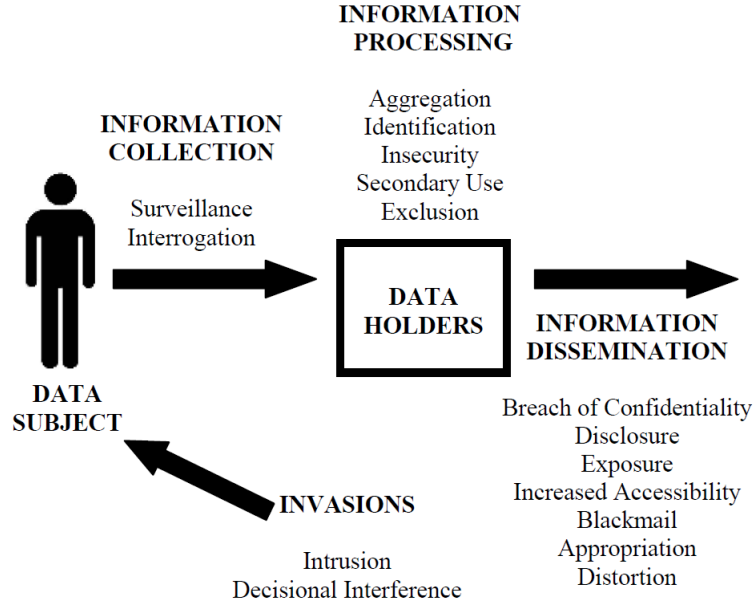 INFORMATION
PROCESSING
Aggregation
Identification
Insecurity
Secondary Use
Exclusion
INFORMATION
COLLECTION
Surveillance
Interrogation
DATA
HOLDERS
INFORMATION
DISSEMINATION
Breach of Confidentiality
Disclosure
Exposure
Increased Accessibility
Blackmail
Appropriation
Distortion
DATA
SUBJECT
INVASIONS
Intrusion
Decisional Interference